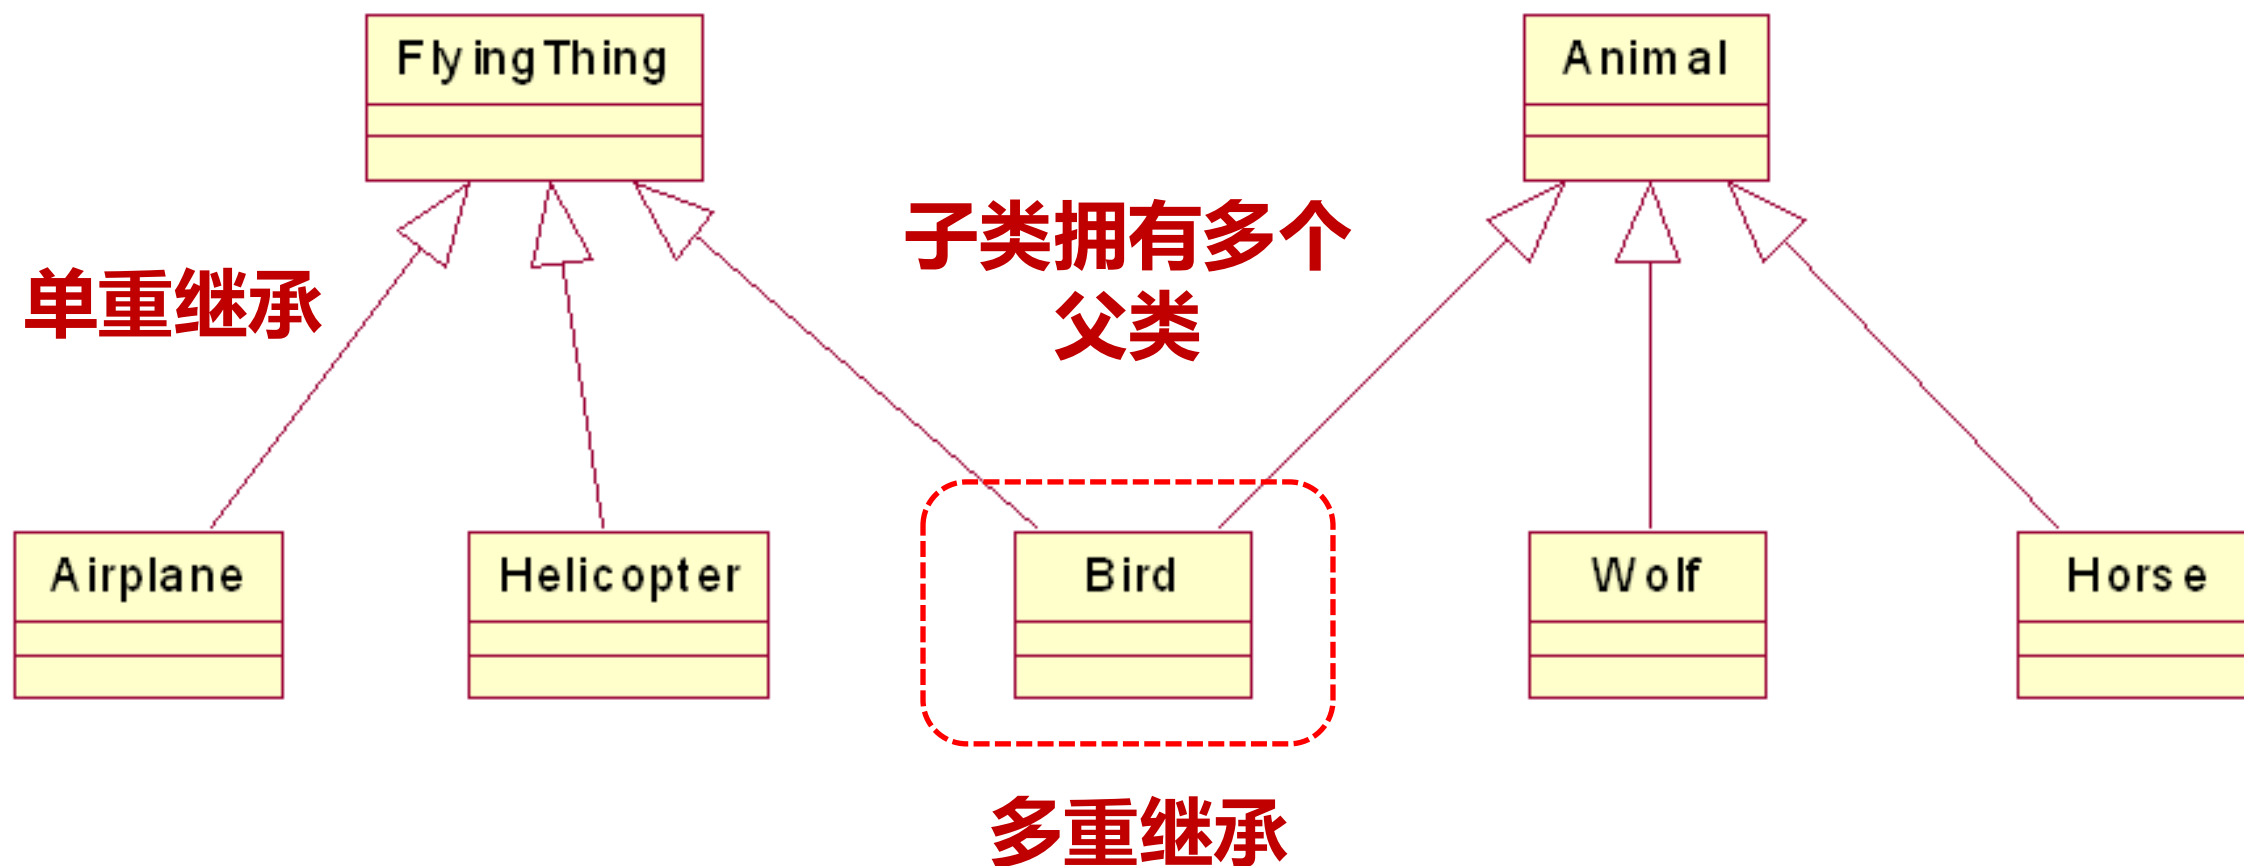 FlyingThing
Animal
单重继承
子类拥有多个
父类
Airplane
Helicopter
Bird
Wolf
Horse
多重继承